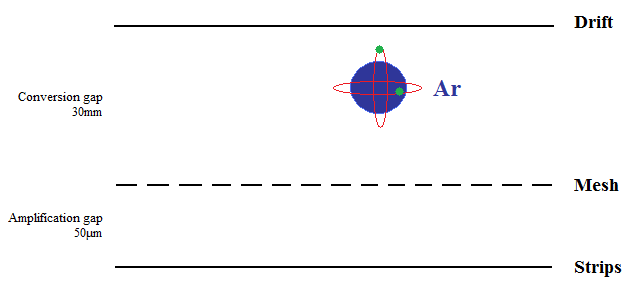 Drift
Ar
Conversion gap
30mm
Mesh
Amplification gap
50µm
Strips